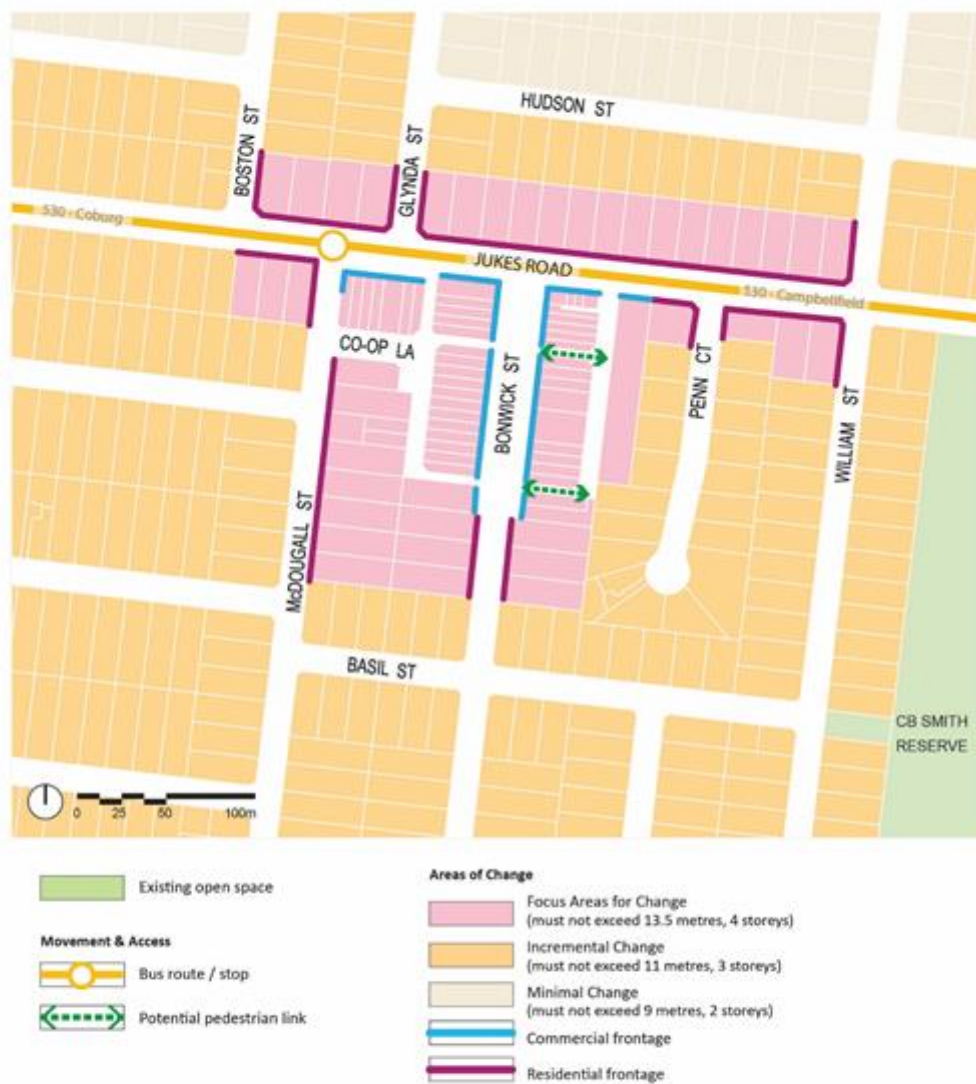 HUDSON ST
BOSTON ST
GLYNDA ST
530 - Coburg
JUKES ROAD
530 - Campbellfield
CO-OP LA
BONWICK ST
PENN CT
WILLIAM ST
McDOUGALL ST
BASIL ST
CB SMITH
RESERVE
0 25 50 100m
Existing open space
Movement & Access
Bus route / stop
Potential pedestrian link
Areas of Change
Focus Areas for Change
(must not exceed 13.5 metres, 4 storeys)
Incremental Change
(must not exceed 11 metres, 3 storeys)
Minimal Change
(must not exceed 9 metres, 2 storeys)
Commercial frontage
Residential frontage